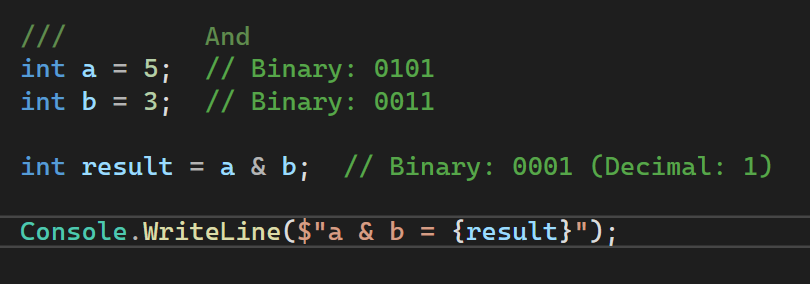 ///         And
int a = 5;  // Binary: 0101
int b = 3;  // Binary: 0011
int result = a & b;  // Binary: 0001 (Decimal: 1)
Console.WriteLine($"a & b = {result}");